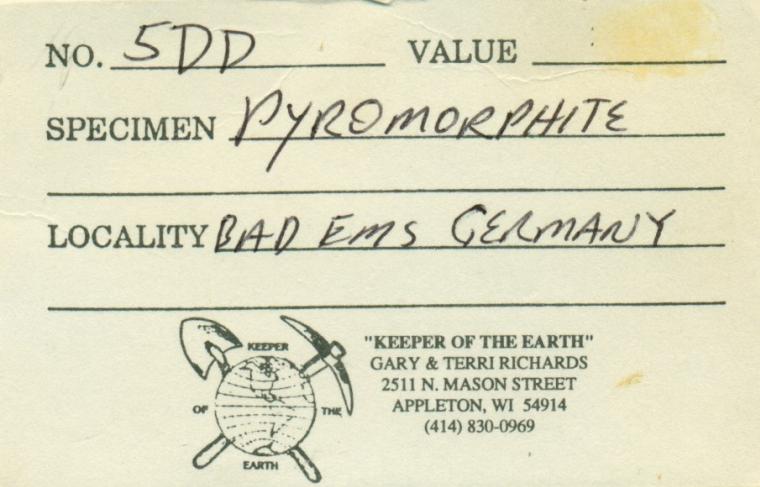 NO. 5DD VALUE
SPECIMEN PYROMORPHITE
LOCALITY BAD EMS GERMANY
KEEPER OF THE EARTH
"KEEPER OF THE EARTH"
GARY & TERRI RICHARDS
2511 N. MASON STREET
APPLETON, WI 54914
(414) 830-0969